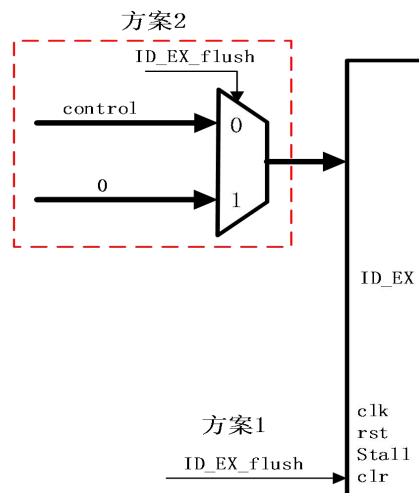 方案2
ID_EX_flush
control
0
0
1
ID_EX
clk
rst
Stall
clr
方案1
ID_EX_flush